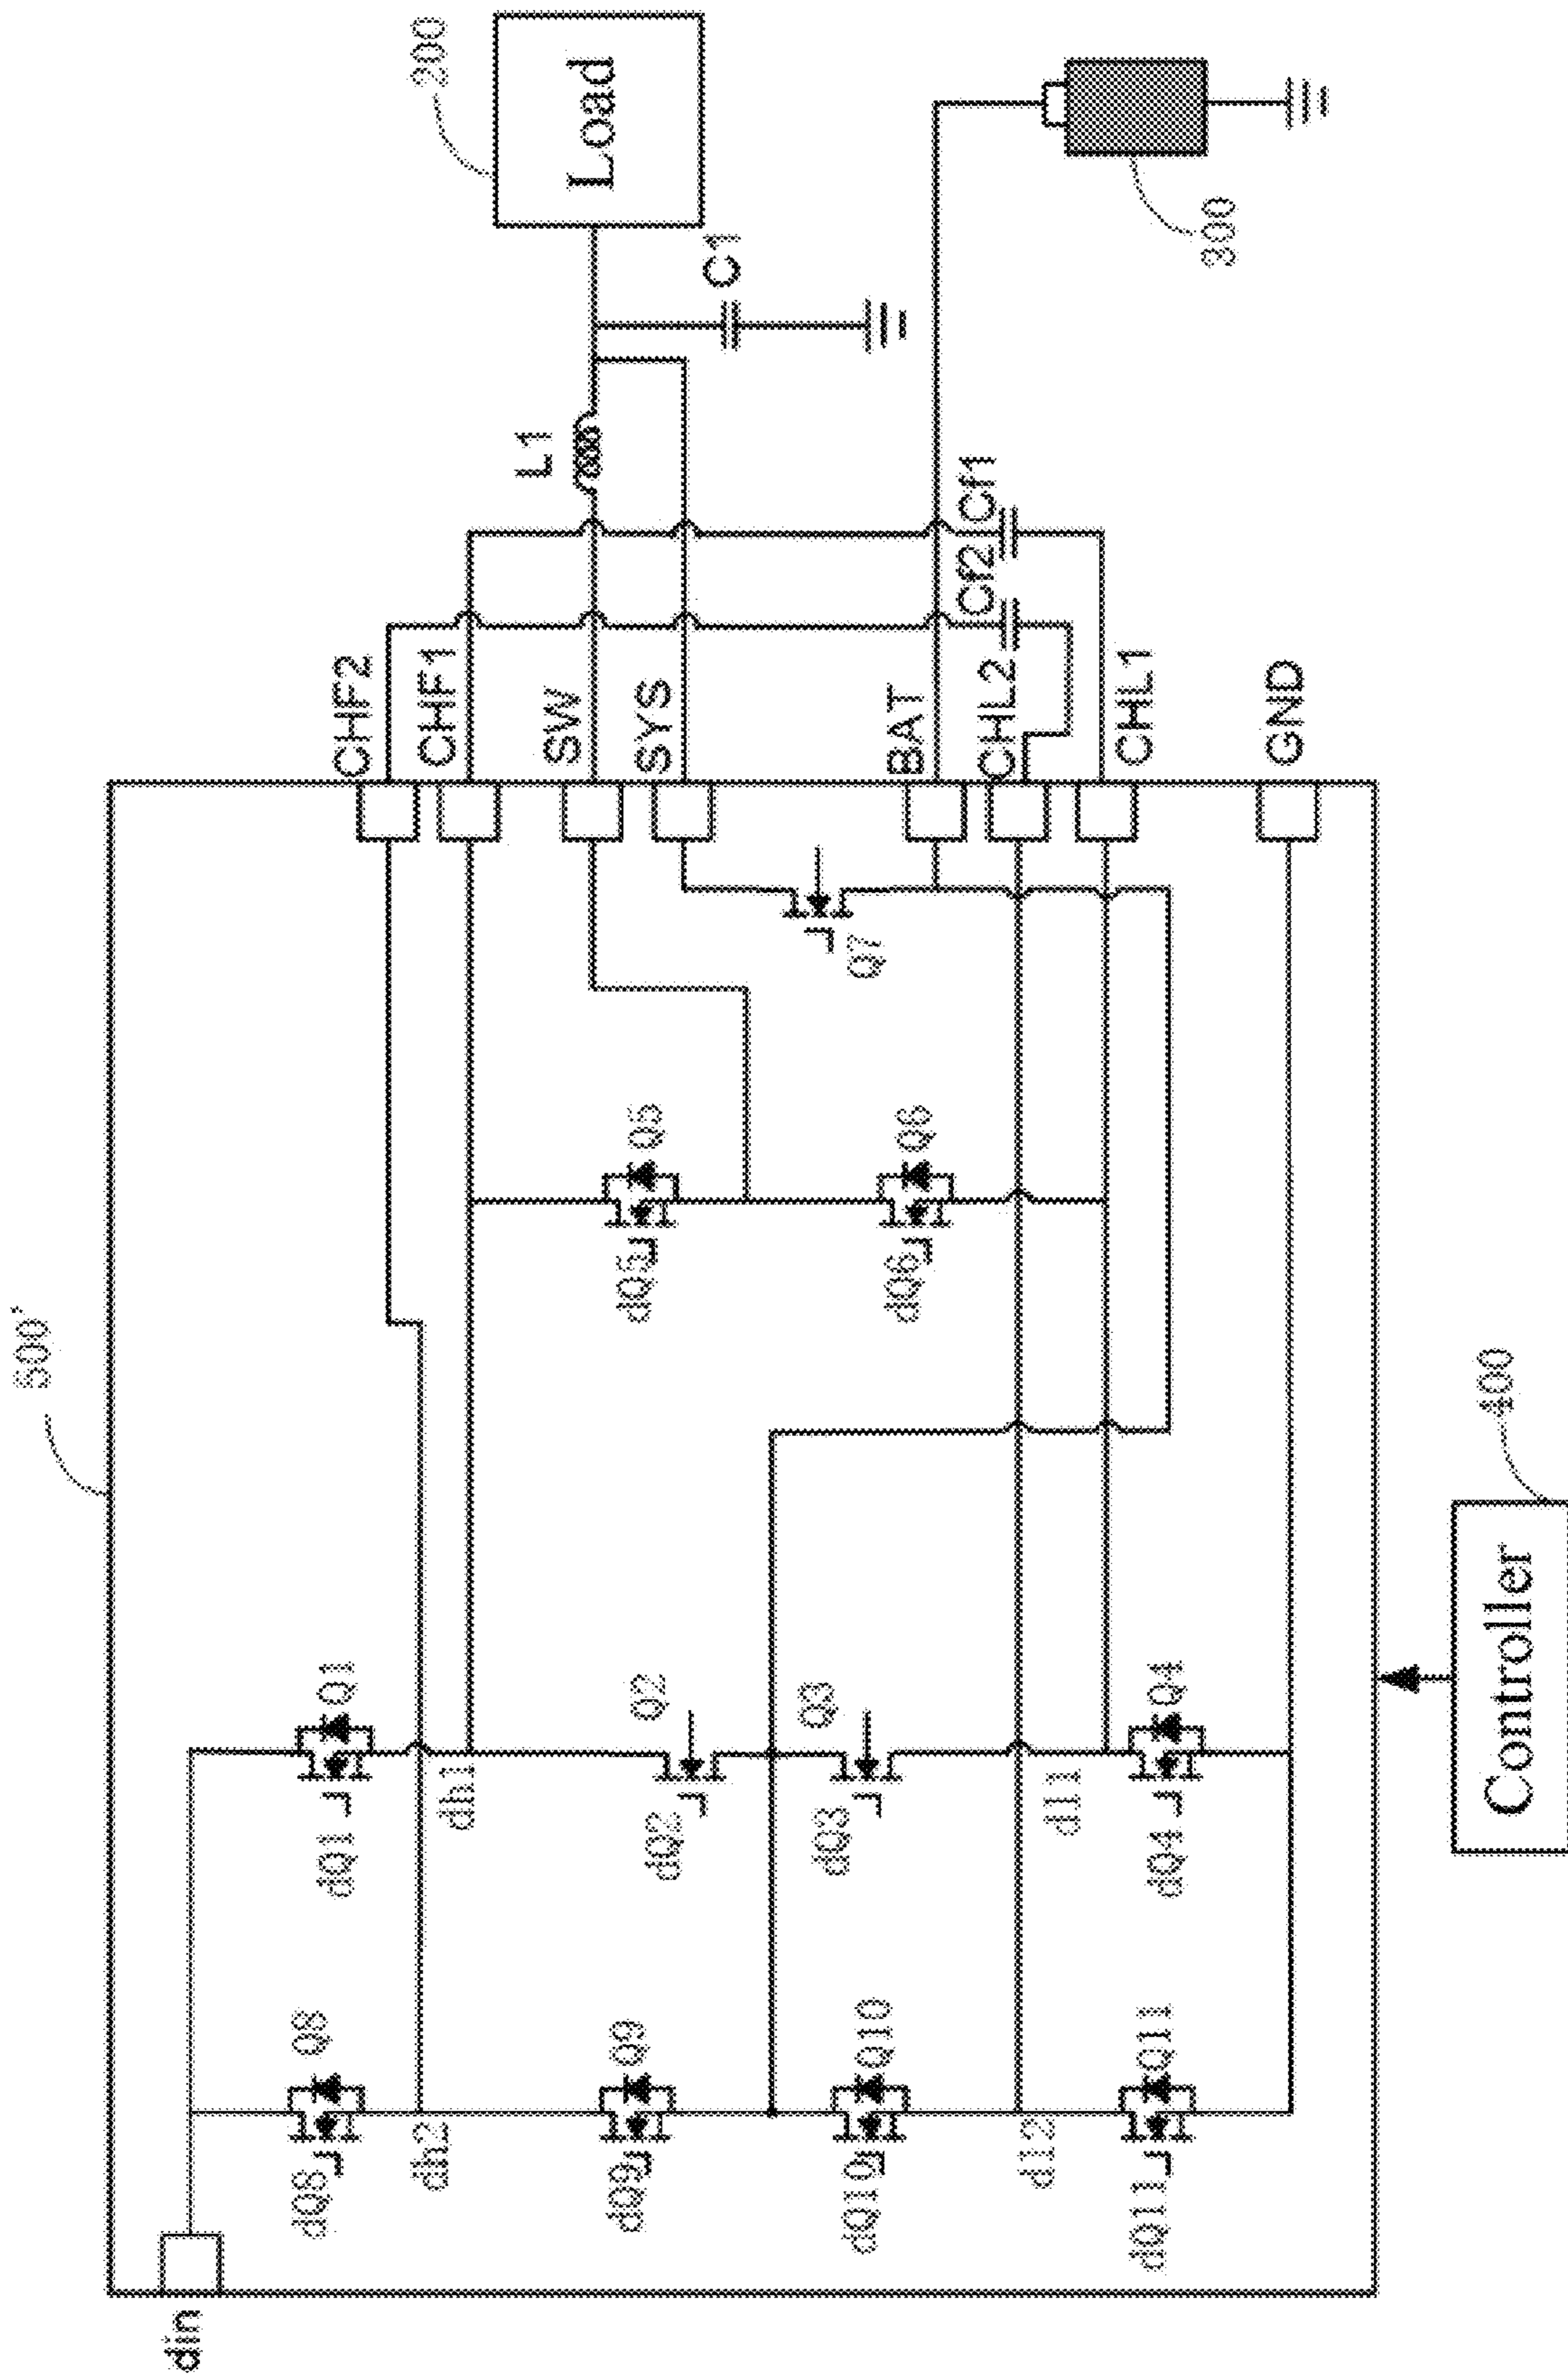 500'
din
dQ8
Q8
dh2
dQ9
Q9
dQ10
Q10
dl2
dQ11
Q11
dQ1
Q1
dh1
dQ2
Q2
dQ3
Q3
dl1
dQ4
Q4
dQ5
Q5
dQ6
Q6
Q7
CHF2
CHF1
SW
SYS
BAT
CHL2
CHL1
GND
L1
Cf2
Cf1
C1
200
Load
300
Controller
400